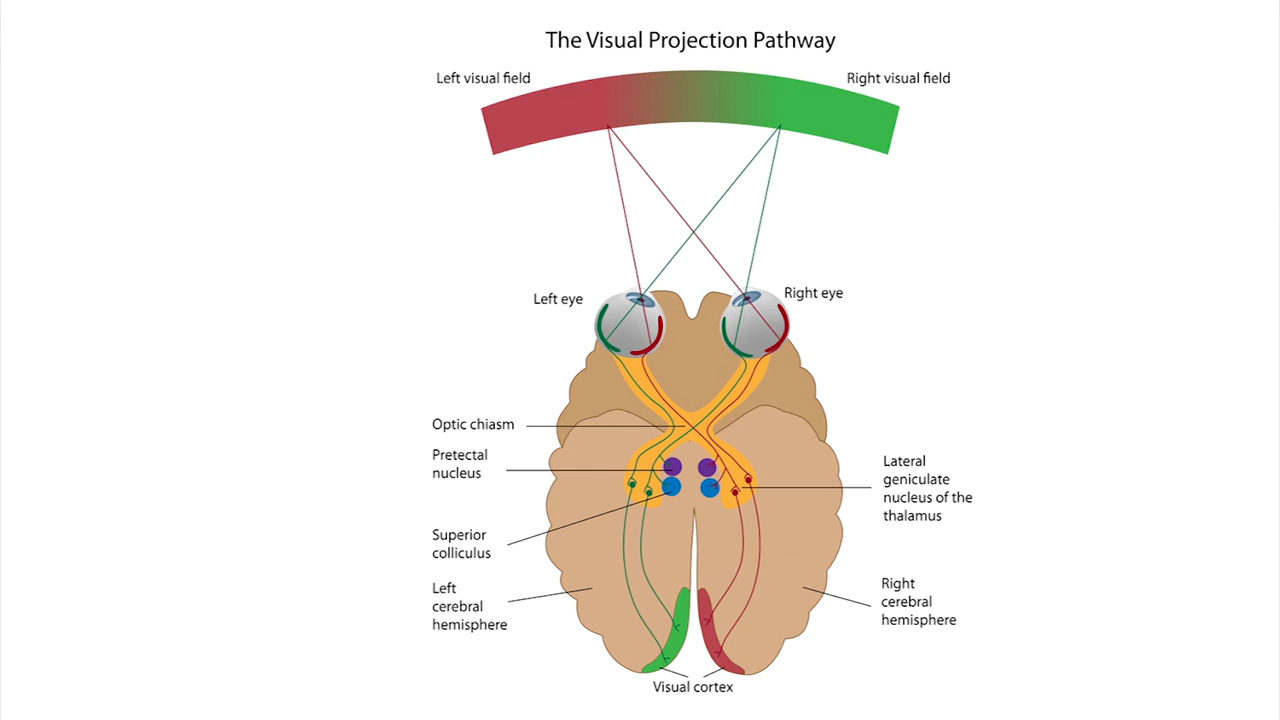 The Visual Projection Pathway
Left visual field
Right visual field
Left eye
Right eye
Optic chiasm
Pretectal
nucleus
Lateral
geniculate
nucleus of the
thalamus
Superior
colliculus
Left
cerebral
hemisphere
Right
cerebral
hemisphere
Visual cortex